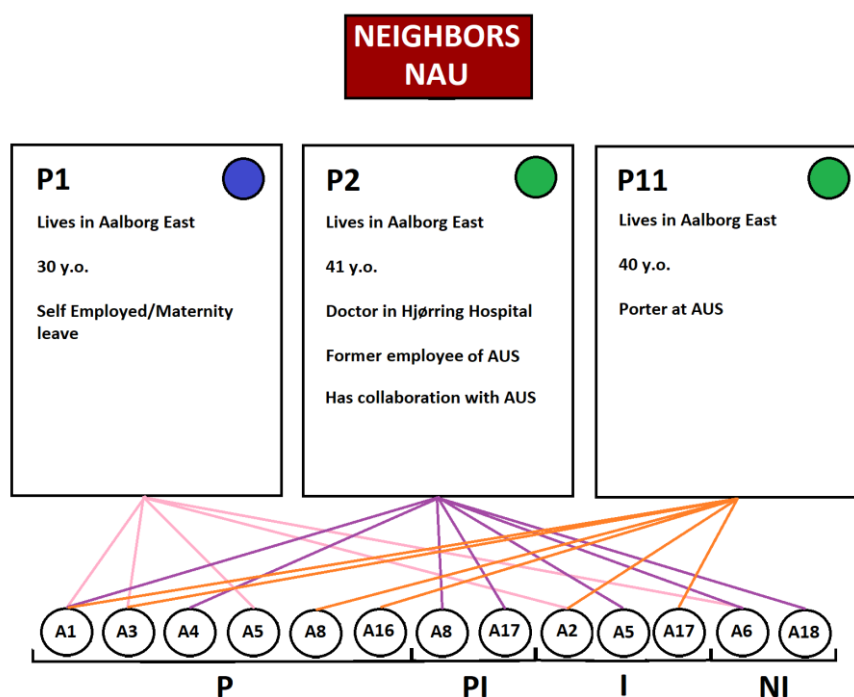 NEIGHBORS
NAU
P1
Lives in Aalborg East
30 y.o.
Self Employed/Maternity
leave
P2
Lives in Aalborg East
41 y.o.
Doctor in Hjørring Hospital
Former employee of AUS
Has collaboration with AUS
P11
Lives in Aalborg East
40 y.o.
Porter at AUS
A1 A3 A4 A5 A8 A16 A8 A17 A2 A5 A17 A6 A18
P PI I NI